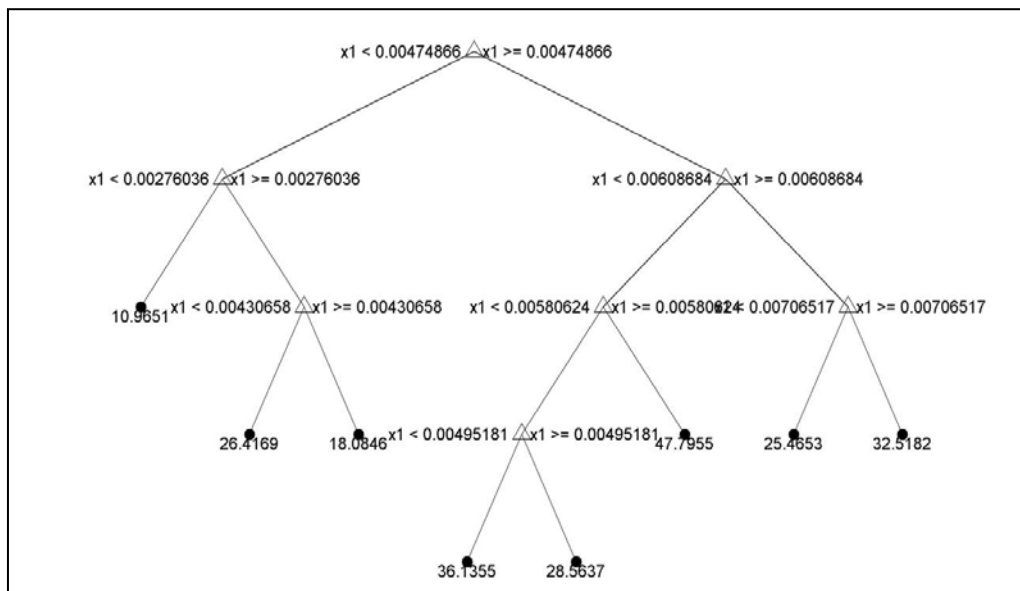 x1 < 0.00474866 x1 >= 0.00474866
x1 < 0.00276036 x1 >= 0.00276036 x1 < 0.00608684 x1 >= 0.00608684
10.9651 x1 < 0.00430658 x1 >= 0.00430658 x1 < 0.00580624 x1 >= 0.00580624 x1 < 0.00706517 x1 >= 0.00706517
26.4169 18.0846 x1 < 0.00495181 x1 >= 0.00495181 47.7955 25.4653 32.5182
36.1355 28.5637